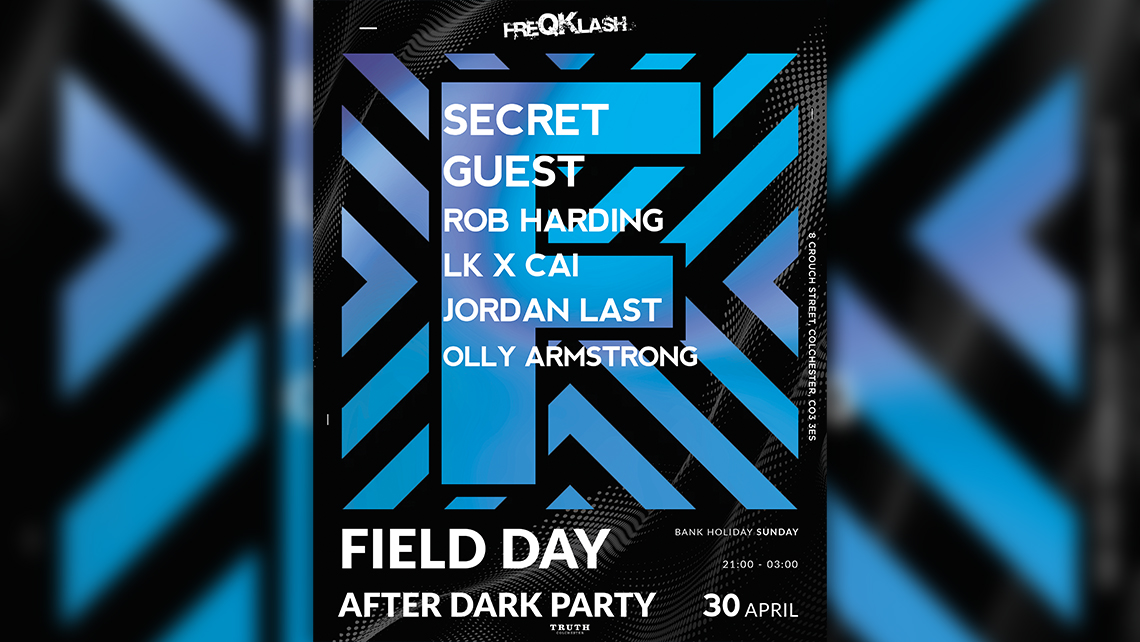 FREQKLASH
SECRET
GUEST
ROB HARDING
LK X CAI
JORDAN LAST
OLLY ARMSTRONG
8 CROUCH STREET, COLCHESTER, CO3 3ES
FIELD DAY
AFTER DARK PARTY
BANK HOLIDAY SUNDAY
21:00 - 03:00
30 APRIL
TRUTH
COLCHESTER